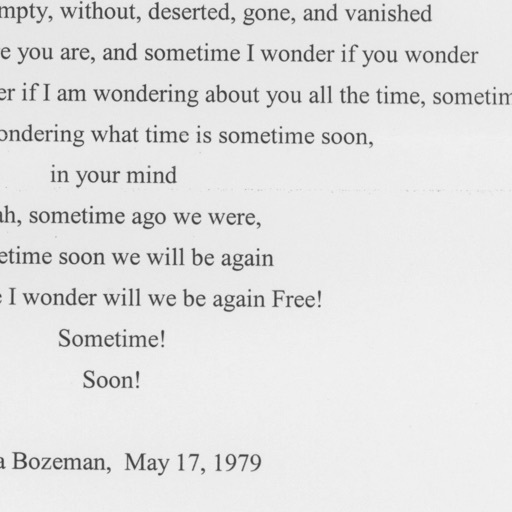 mpty, without, deserted, gone, and vanished
e you are, and sometime I wonder if you wonder
er if I am wondering about you all the time, sometim
ondering what time is sometime soon,
in your mind
ah, sometime ago we were,
etime soon we will be again
I wonder will we be again Free!
Sometime!
Soon!
a Bozeman,  May 17, 1979